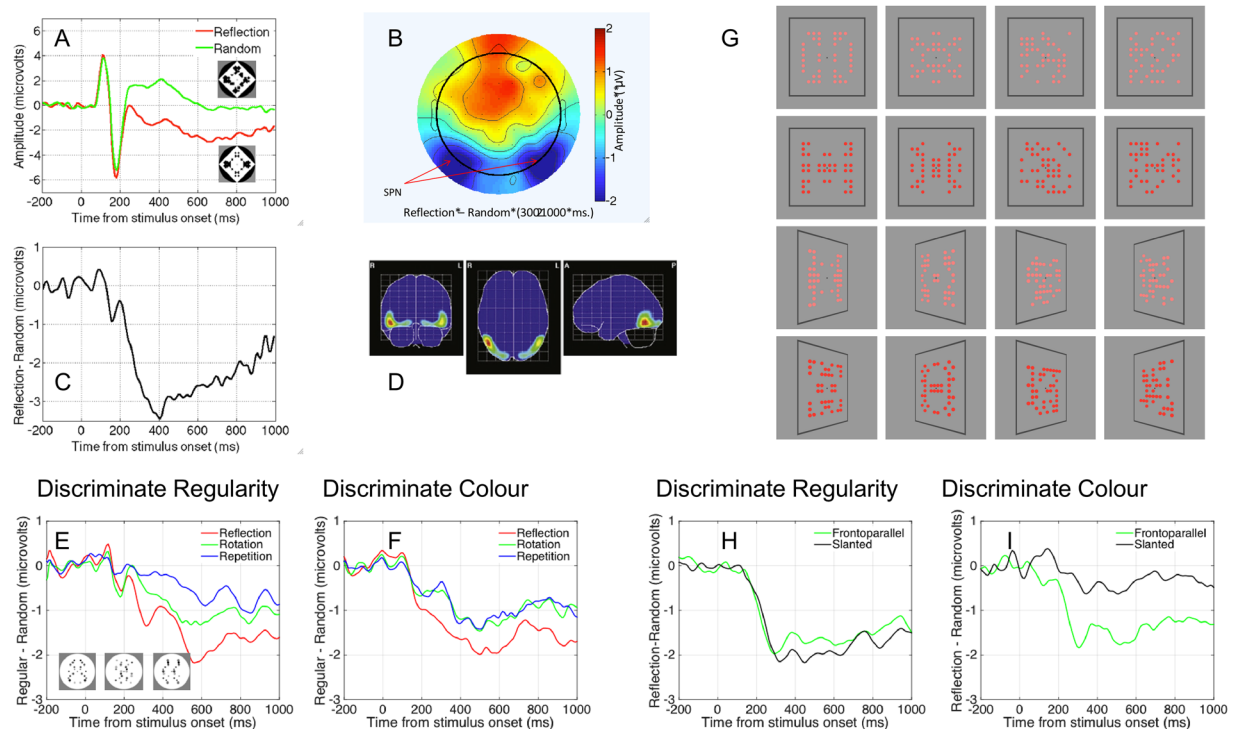 A
Reflection
Random
Amplitude (microvolts)
6
4
2
0
-2
-4
-6
-200 0 200 400 600 800 1000
Time from stimulus onset (ms)
B
2
1
0
-1
-2
SPN
Reflection*– Random*(300
1000*ms.)
G
C
Reflection- Random (microvolts)
1
0
-1
-2
-3
-200 0 200 400 600 800 1000
Time from stimulus onset (ms)
D
R L
R L
A P
Discriminate Regularity
E
Reflection
Rotation
Repetition
Regular - Random (microvolts)
1
0
-1
-2
-3
-200 0 200 400 600 800 1000
Time from stimulus onset (ms)
Discriminate Colour
F
Reflection
Rotation
Repetition
Regular - Random (microvolts)
1
0
-1
-2
-3
-200 0 200 400 600 800 1000
Time from stimulus onset (ms)
Discriminate Regularity
H
Frontoparallel
Slanted
Reflection-Random (microvolts)
1
0
-1
-2
-3
-200 0 200 400 600 800 1000
Time from stimulus onset (ms)
Discriminate Colour
I
Frontoparallel
Slanted
Reflection - Random (microvolts)
1
0
-1
-2
-3
-200 0 200 400 600 800 1000
Time from stimulus onset (ms)